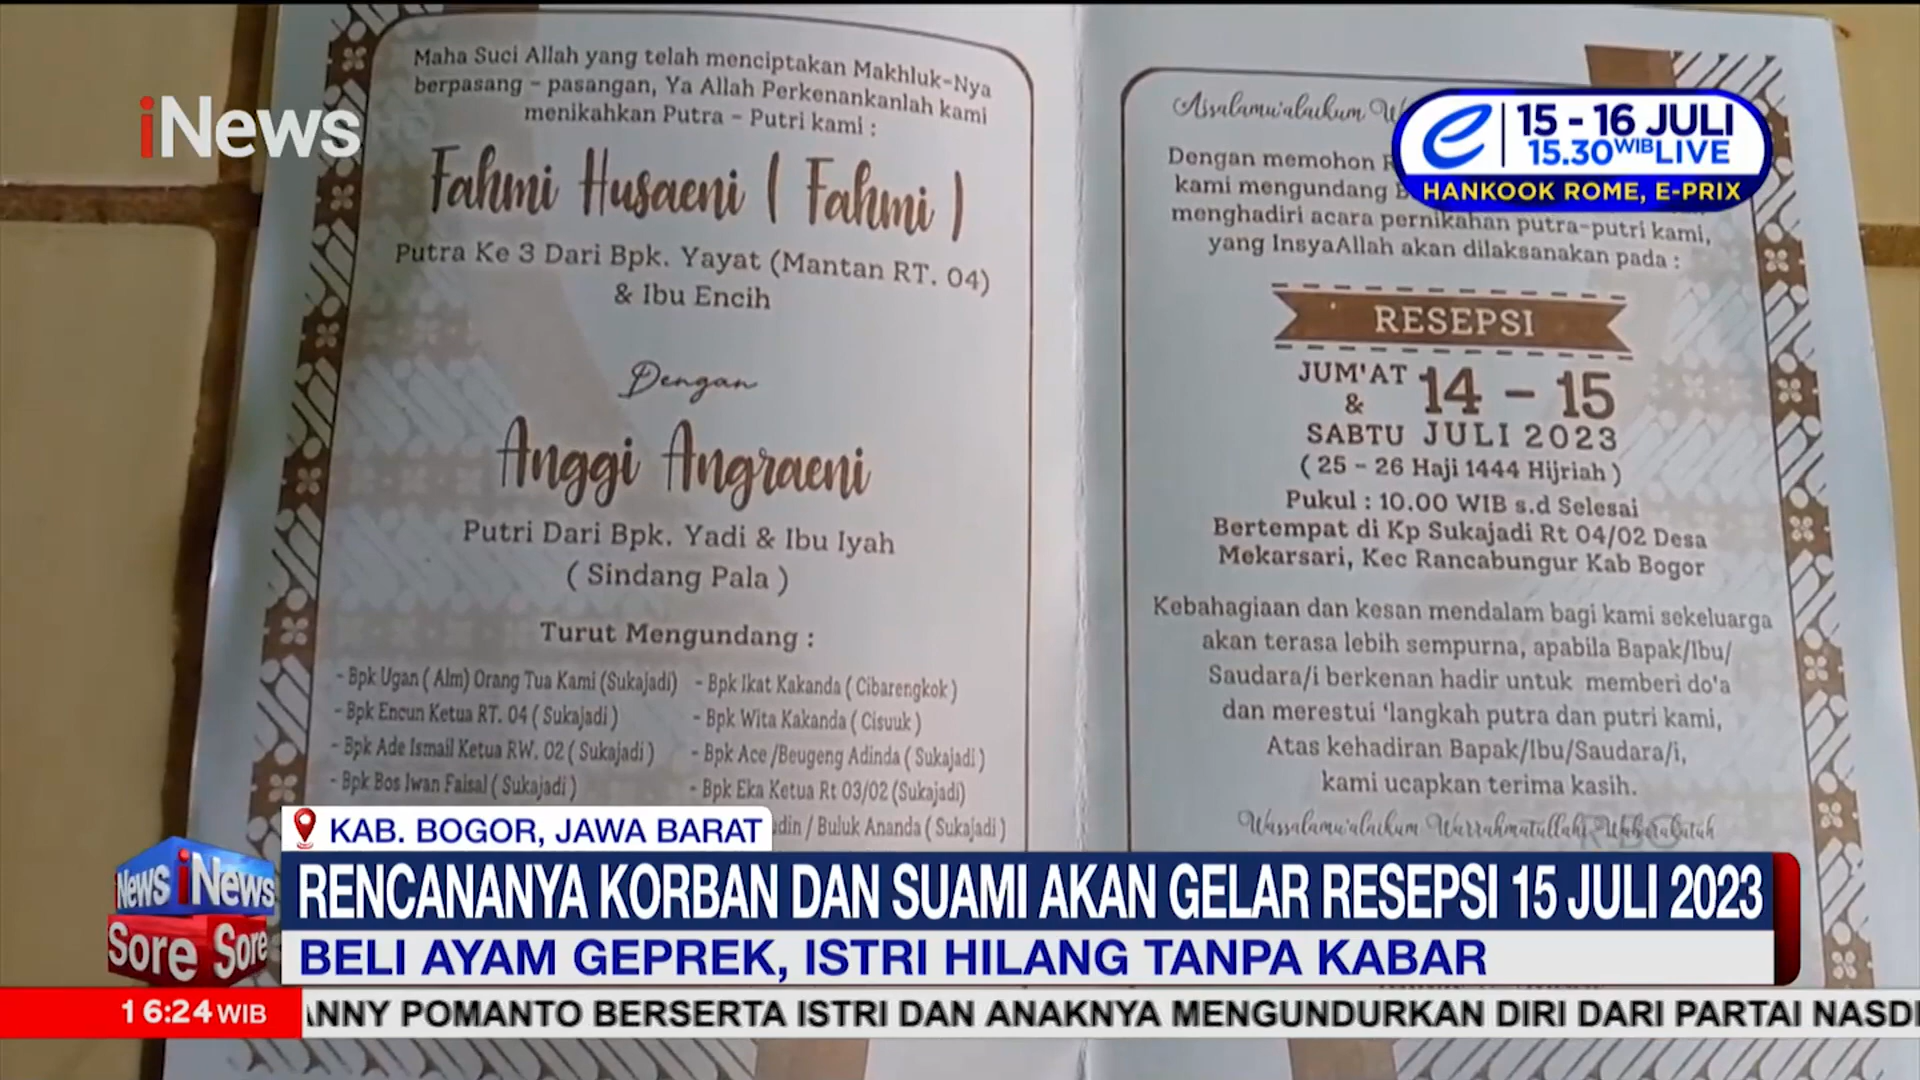 Maha Suci Allah yang telah menciptakan Makhluk-Nya
berpasang - pasangan, Ya Allah Perkenankanlah kami
menikahkan Putra - Putri kami :
Fahmi Husaeni ( Fahmi )
Putra Ke 3 Dari Bpk. Yayat (Mantan RT. 04)
& Ibu Encih
Dengan
Anggi Angraeni
Putri Dari Bpk. Yadi & Ibu Iyah
( Sindang Pala )
Turut Mengundang :
- Bpk Ugan ( Alm) Orang Tua Kami (Sukajadi)
- Bpk Encun Ketua RT. 04 ( Sukajadi )
- Bpk Ade Ismail Ketua RW. 02 ( Sukajadi )
- Bpk Bos Iwan Faisal ( Sukajadi )
- Bpk Ikat Kakanda ( Cibarengkok )
- Bpk Wita Kakanda ( Cisuuk )
- Bpk Ace /Beugeng Adinda ( Sukajadi )
- Bpk Eka Ketua Rt 03/02 (Sukajadi)
/ Buluk Ananda ( Sukajadi )
Assalamu'alaikum
Dengan memohon
kami mengundang
menghadiri acara pernikahan putra-putri kami,
yang InsyaAllah akan dilaksanakan pada :
RESEPSI
JUM'AT & SABTU 14 - 15
JULI 2023
( 25 - 26 Haji 1444 Hijriah )
Pukul : 10.00 WIB s.d Selesai
Bertempat di Kp Sukajadi Rt 04/02 Desa
Mekarsari, Kec Rancabungur Kab Bogor
Kebahagiaan dan kesan mendalam bagi kami sekeluarga
akan terasa lebih sempurna, apabila Bapak/Ibu/
Saudara/i berkenan hadir untuk memberi do'a
dan merestui 'langkah putra dan putri kami,
Atas kehadiran Bapak/Ibu/Saudara/i,
kami ucapkan terima kasih.
Wassalamu'alaikum Warrahmatullahi Wabarakatuh
iNews
e 15 - 16 JULI
15.30 WIB LIVE
HANKOOK ROME, E-PRIX
KAB. BOGOR, JAWA BARAT
News iNews
Sore Sore
RENCANANYA KORBAN DAN SUAMI AKAN GELAR RESEPSI 15 JULI 2023
BELI AYAM GEPREK, ISTRI HILANG TANPA KABAR
16:24 WIB
ANNY POMANTO BERSERTA ISTRI DAN ANAKNYA MENGUNDURKAN DIRI DARI PARTAI NASD